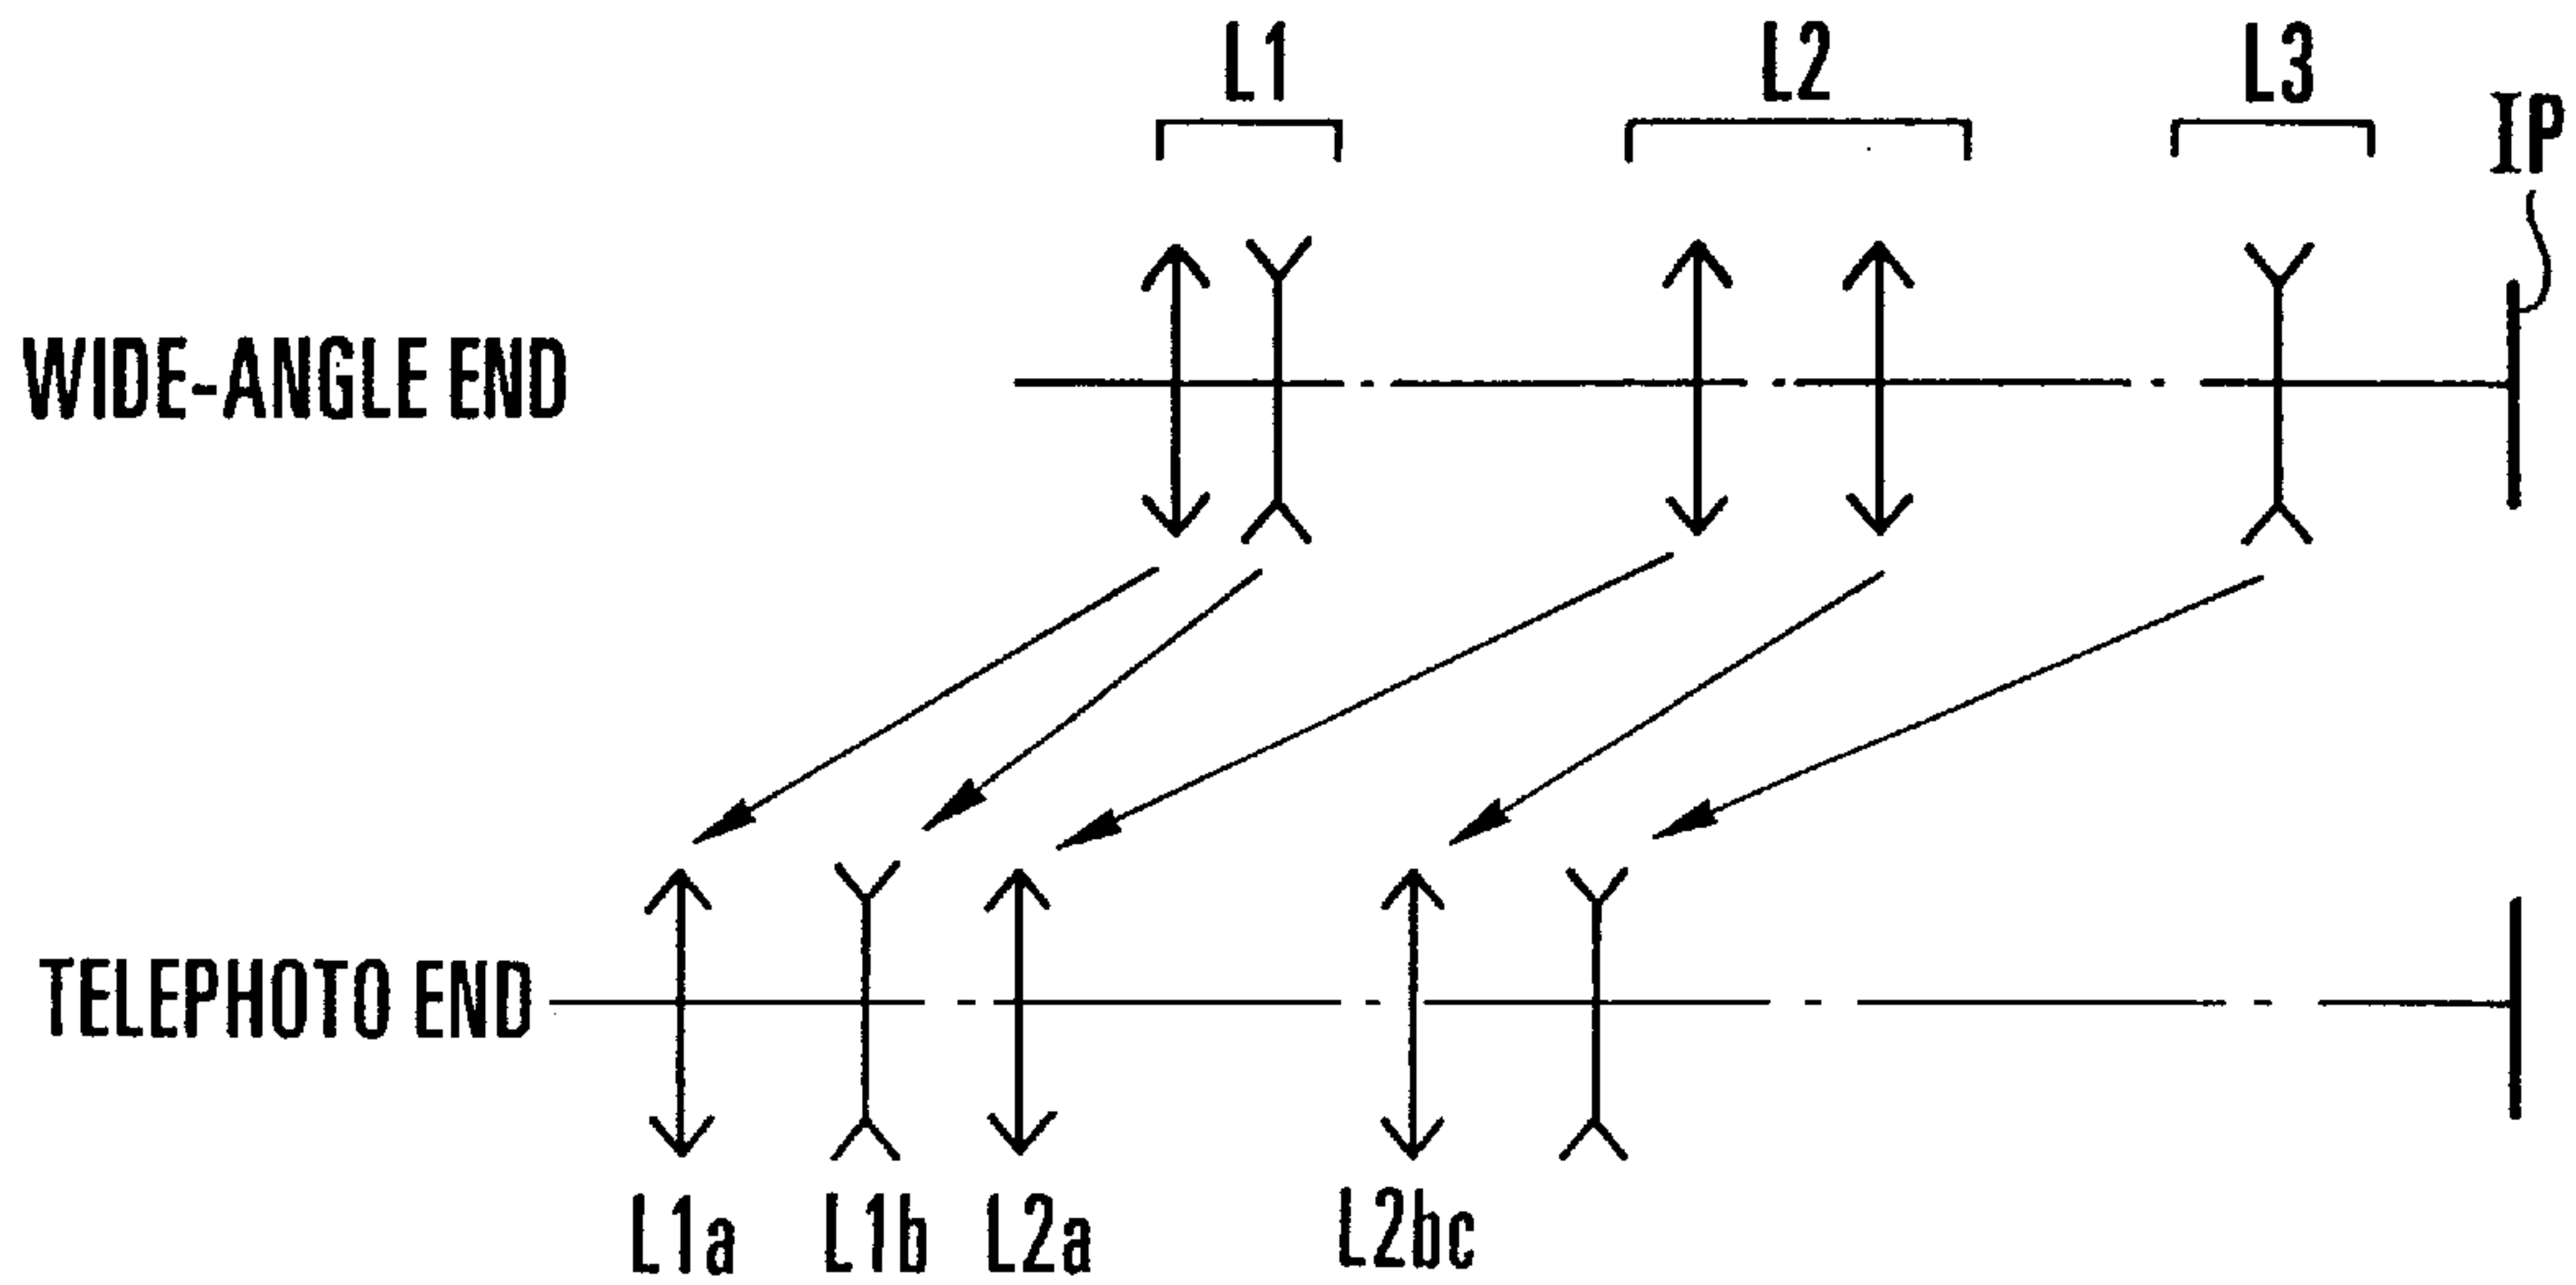 L1 L2 L3
IP
WIDE-ANGLE END
TELEPHOTO END
L1a L1b L2a L2bc